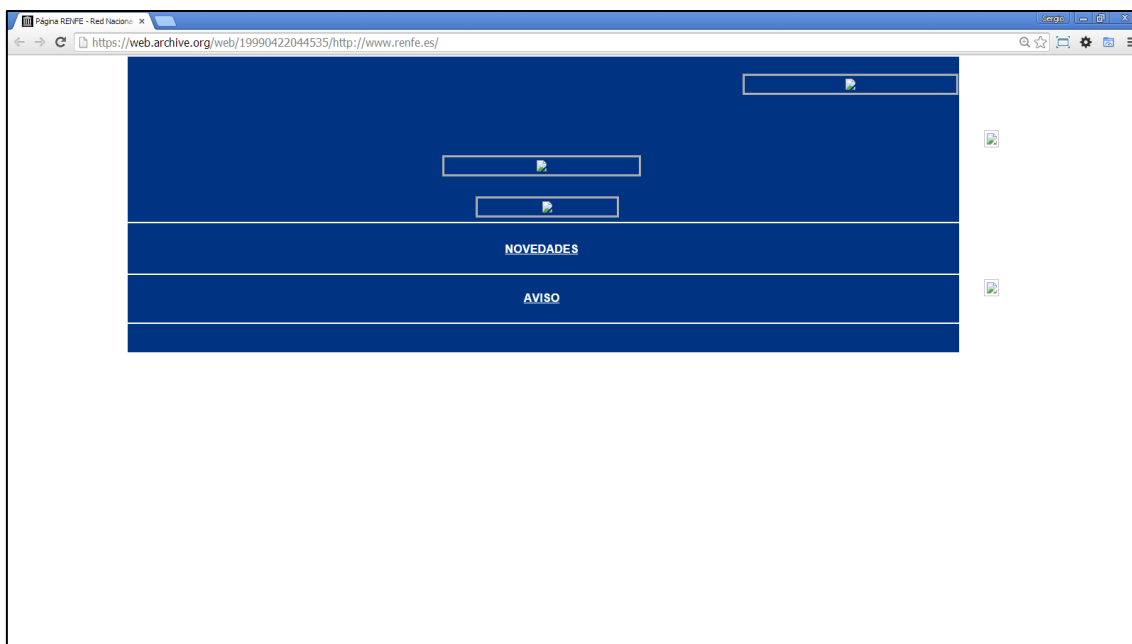 Página RENFE - Red Naciona
Sergio
https://web.archive.org/web/19990422044535/http://www.renfe.es/
NOVEDADES
AVISO